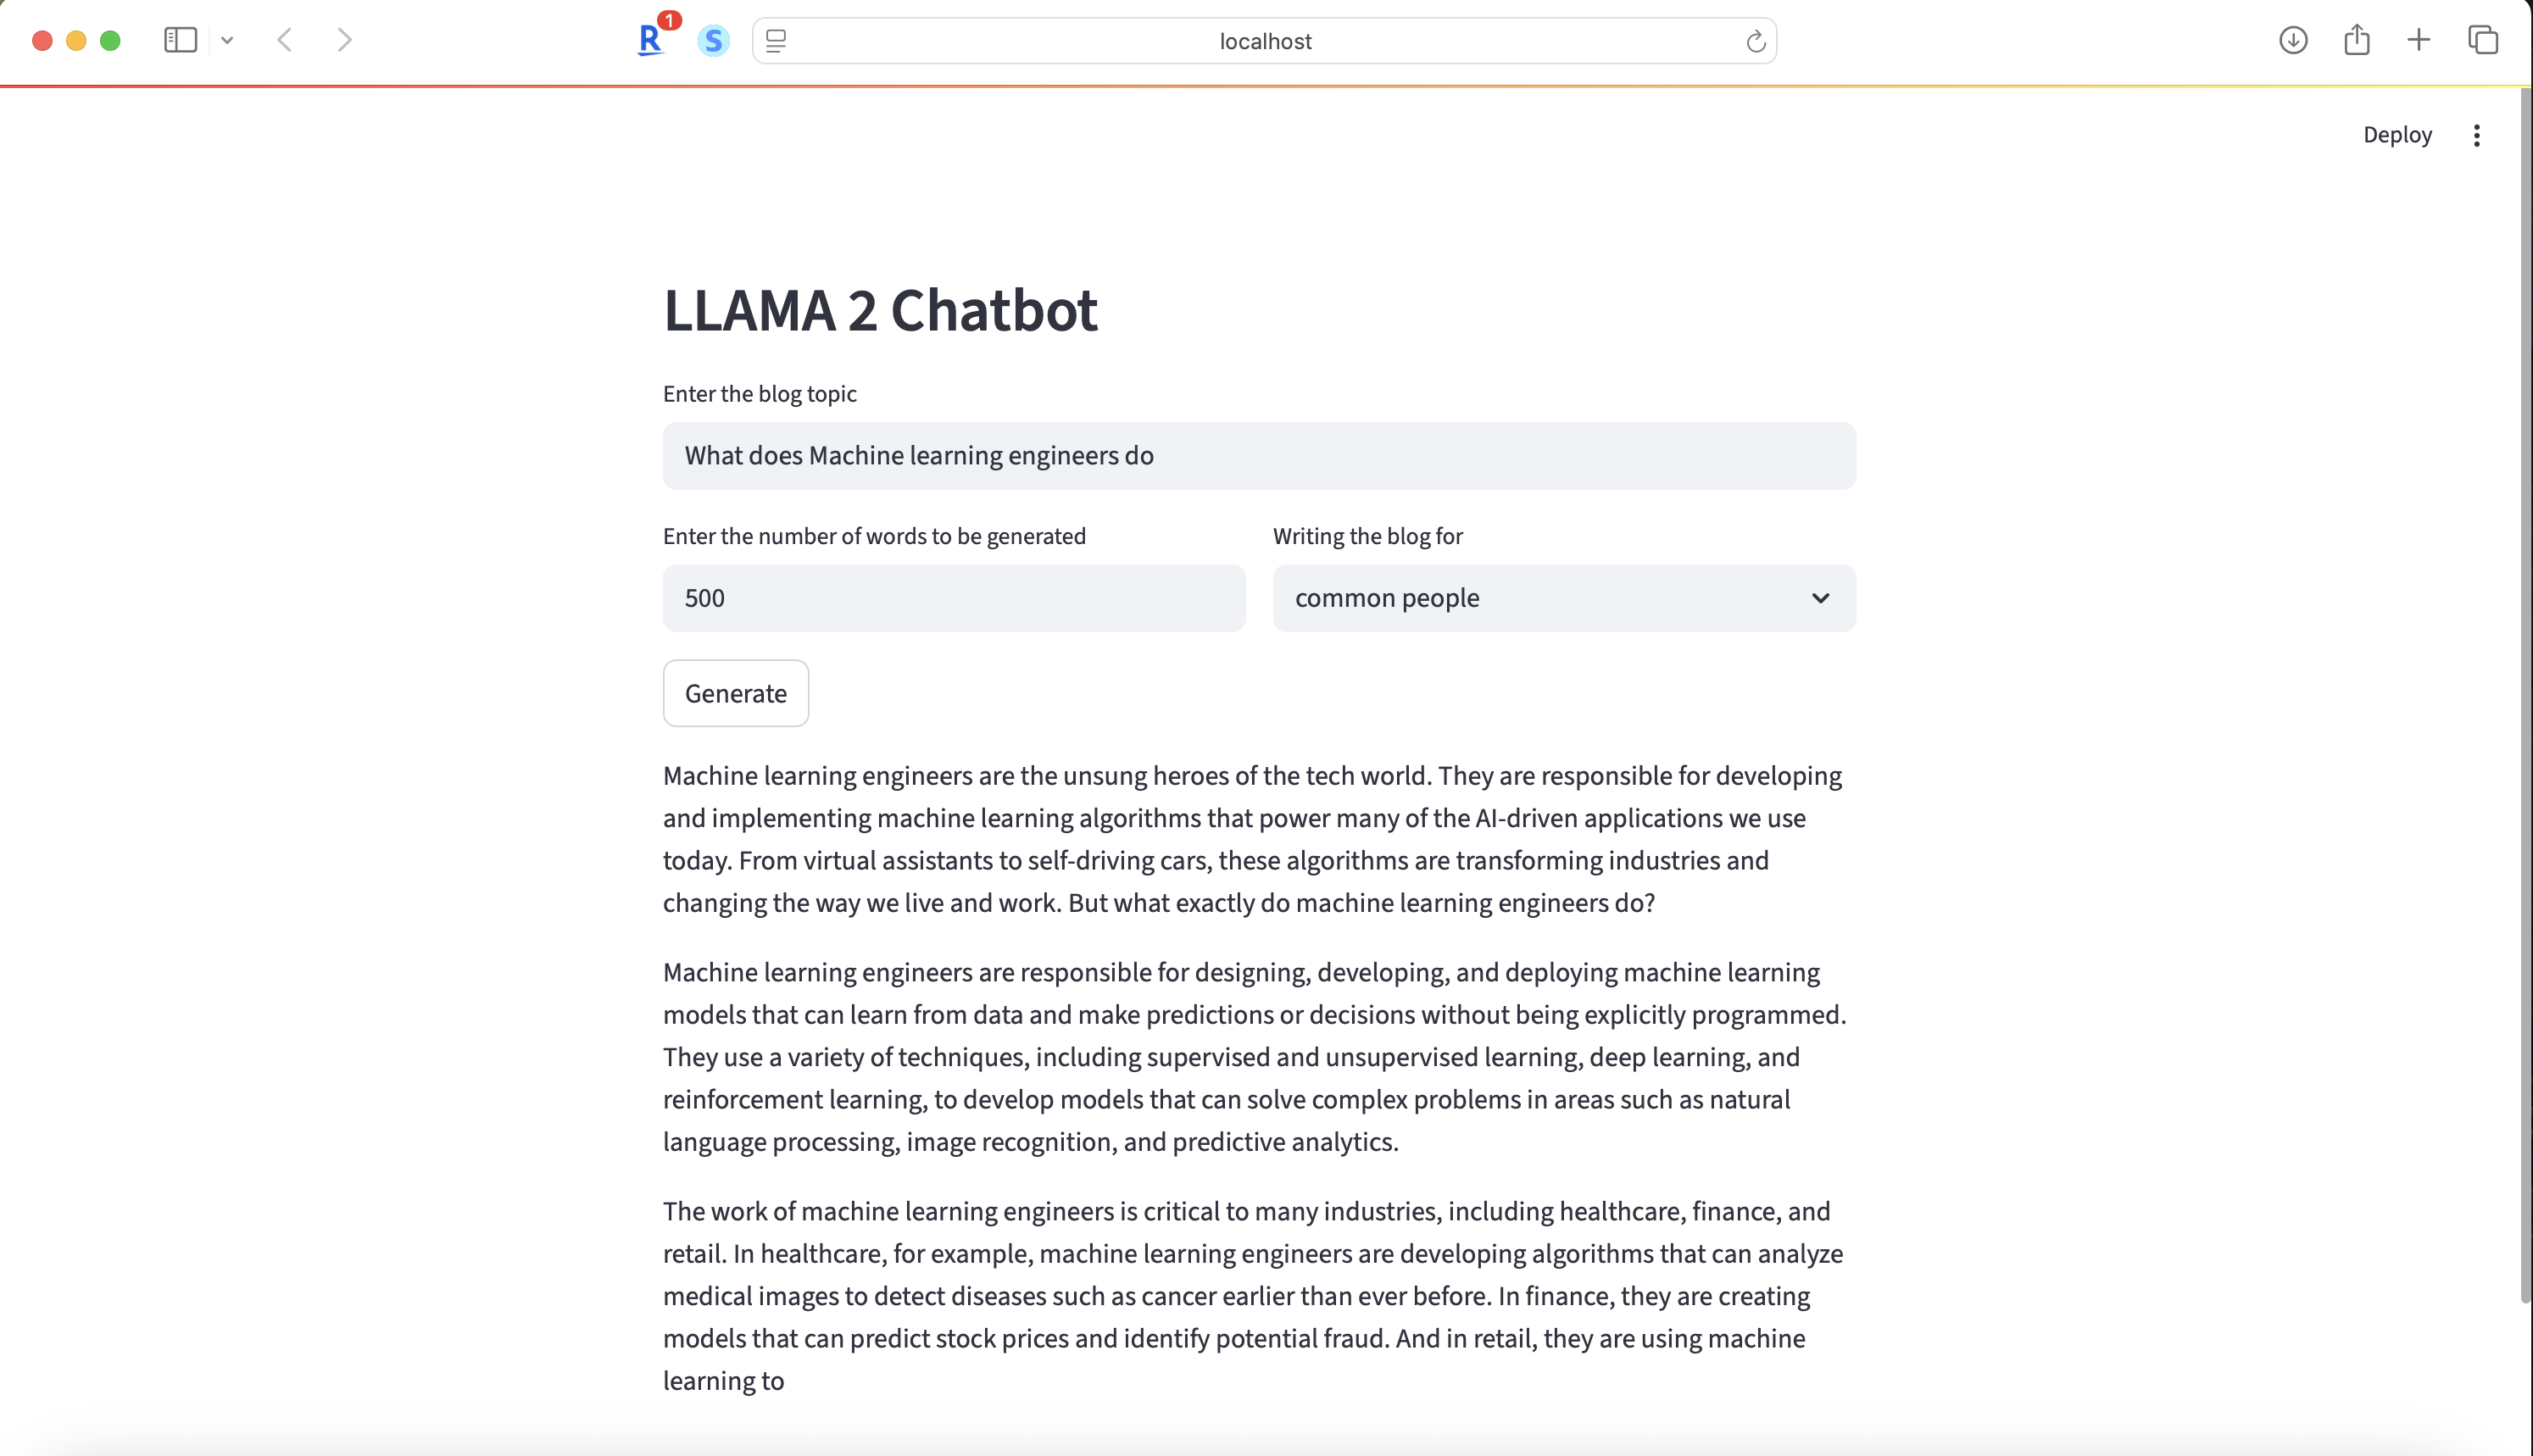 R 1
S
localhost
Deploy
LLAMA 2 Chatbot
Enter the blog topic
What does Machine learning engineers do
Enter the number of words to be generated
Writing the blog for
500
common people
Generate
Machine learning engineers are the unsung heroes of the tech world. They are responsible for developing
and implementing machine learning algorithms that power many of the AI-driven applications we use
today. From virtual assistants to self-driving cars, these algorithms are transforming industries and
changing the way we live and work. But what exactly do machine learning engineers do?
Machine learning engineers are responsible for designing, developing, and deploying machine learning
models that can learn from data and make predictions or decisions without being explicitly programmed.
They use a variety of techniques, including supervised and unsupervised learning, deep learning, and
reinforcement learning, to develop models that can solve complex problems in areas such as natural
language processing, image recognition, and predictive analytics.
The work of machine learning engineers is critical to many industries, including healthcare, finance, and
retail. In healthcare, for example, machine learning engineers are developing algorithms that can analyze
medical images to detect diseases such as cancer earlier than ever before. In finance, they are creating
models that can predict stock prices and identify potential fraud. And in retail, they are using machine
learning to